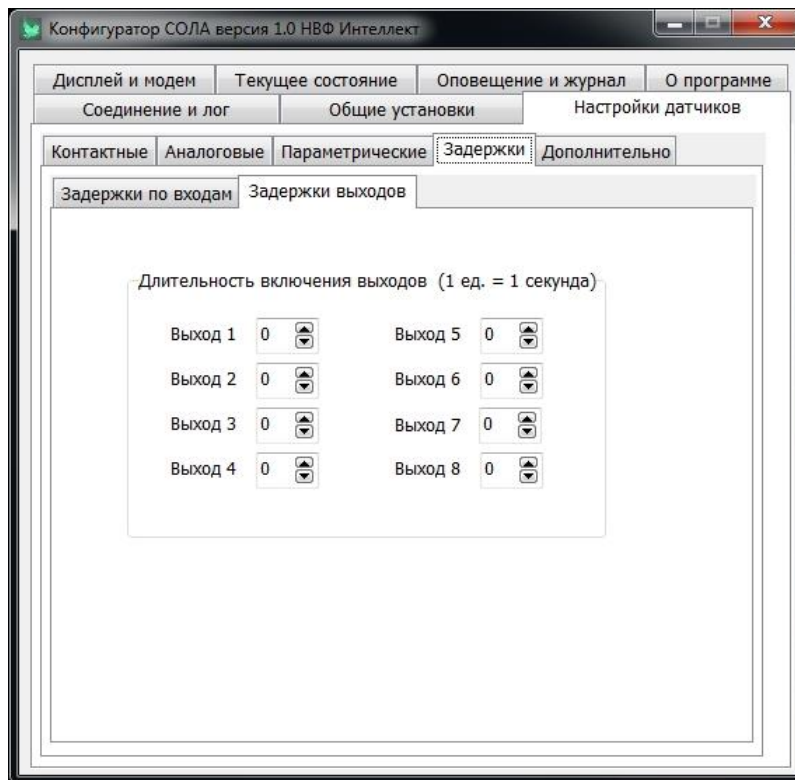 Конфигуратор СОЛА версия 1.0 НВФ Интеллект
Дисплей и модем Текущее состояние Оповещение и журнал О программе
Соединение и лог Общие установки Настройки датчиков
Контактные Аналоговые Параметрические Задержки Дополнительно
Задержки по входам Задержки выходов
Длительность включения выходов (1 ед. = 1 секунда)
Выход 1 0 Выход 5 0
Выход 2 0 Выход 6 0
Выход 3 0 Выход 7 0
Выход 4 0 Выход 8 0